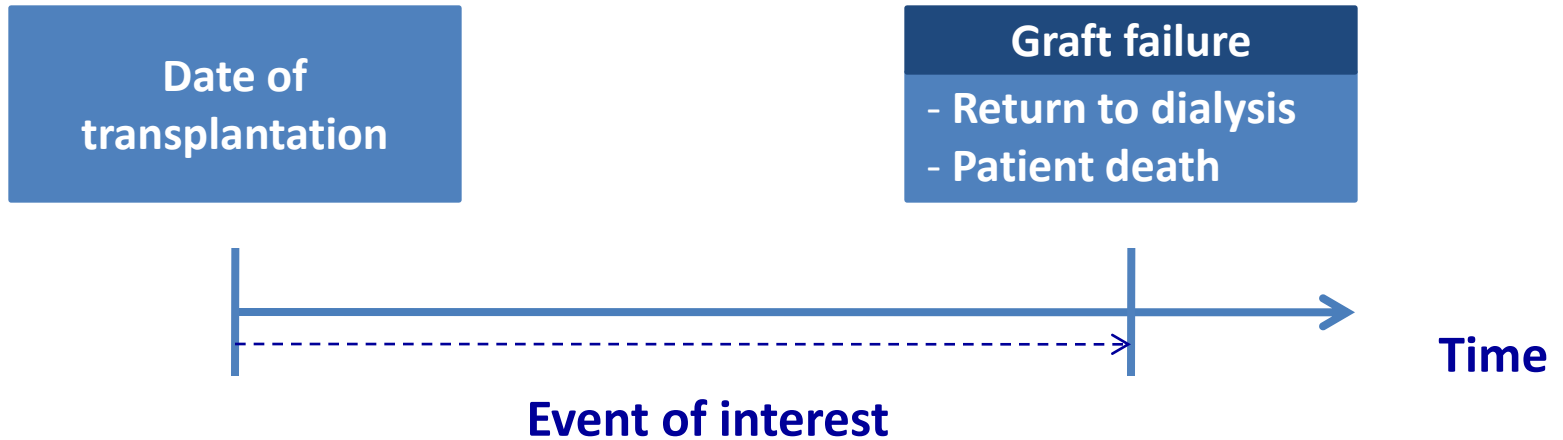 Date of
transplantation
Graft failure
- Return to dialysis
- Patient death
Time
Event of interest